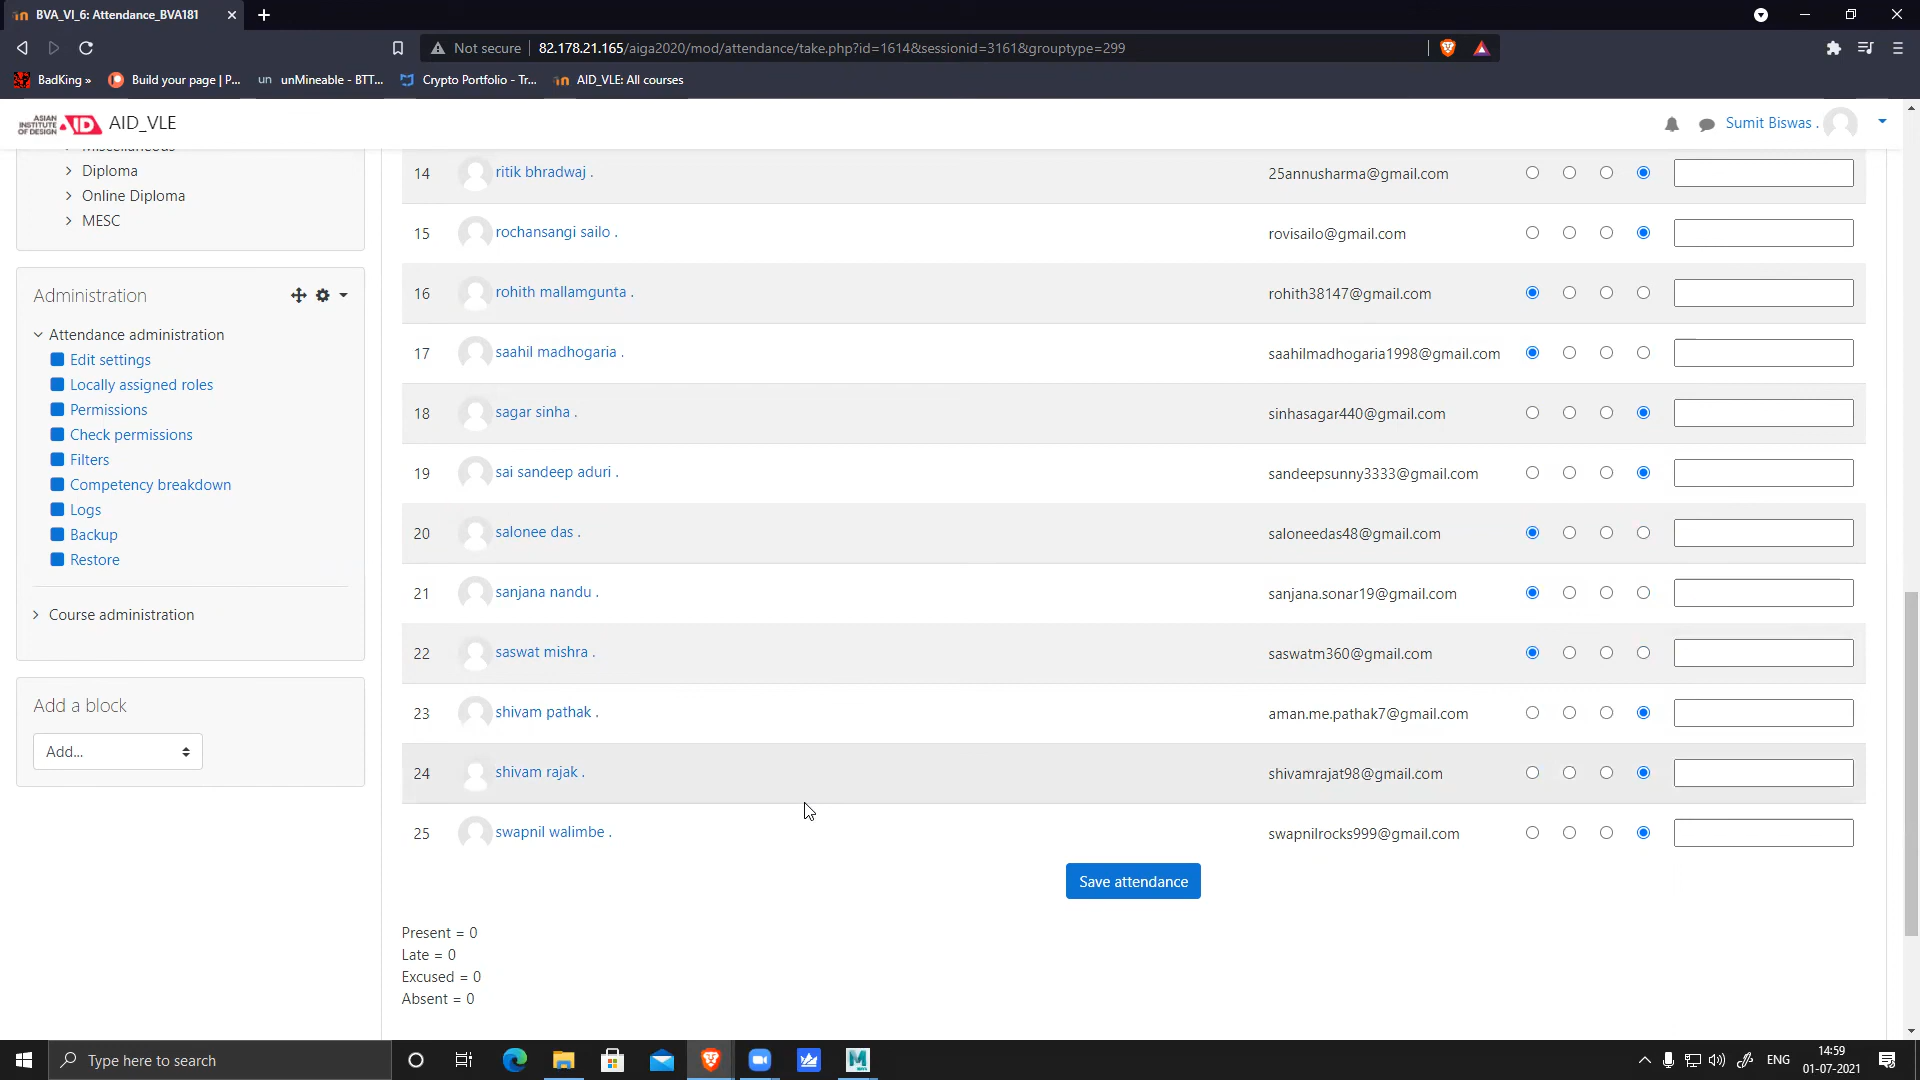 BVA_VI_6: Attendance_BVA181
Not secure 82.178.21.165/aiga2020/mod/attendance/take.php?id=1614&sessionid=3161&grouptype=299
BadKing » Build your page | P... un unMineable - BTT... Crypto Portfolio - Tr... AID_VLE: All courses
ASIAN INSTITUTE OF DESIGN AID AID_VLE
Sumit Biswas .
Miscellaneous
Diploma
Online Diploma
MESC
Administration
Attendance administration
Edit settings
Locally assigned roles
Permissions
Check permissions
Filters
Competency breakdown
Logs
Backup
Restore
Course administration
Add a block
Add...
14 ritik bhradwaj . 25annusharma@gmail.com
15 rochansangi sailo . rovisailo@gmail.com
16 rohith mallamgunta . rohith38147@gmail.com
17 saahil madhogaria . saahilmadhogaria1998@gmail.com
18 sagar sinha . sinhasagar440@gmail.com
19 sai sandeep aduri . sandeepsunny3333@gmail.com
20 salonee das . saloneedas48@gmail.com
21 sanjana nandu . sanjana.sonar19@gmail.com
22 saswat mishra . saswatm360@gmail.com
23 shivam pathak . aman.me.pathak7@gmail.com
24 shivam rajak . shivamrajat98@gmail.com
25 swapnil walimbe . swapnilrocks999@gmail.com
Save attendance
Present = 0
Late = 0
Excused = 0
Absent = 0
Type here to search
ENG
14:59
01-07-2021